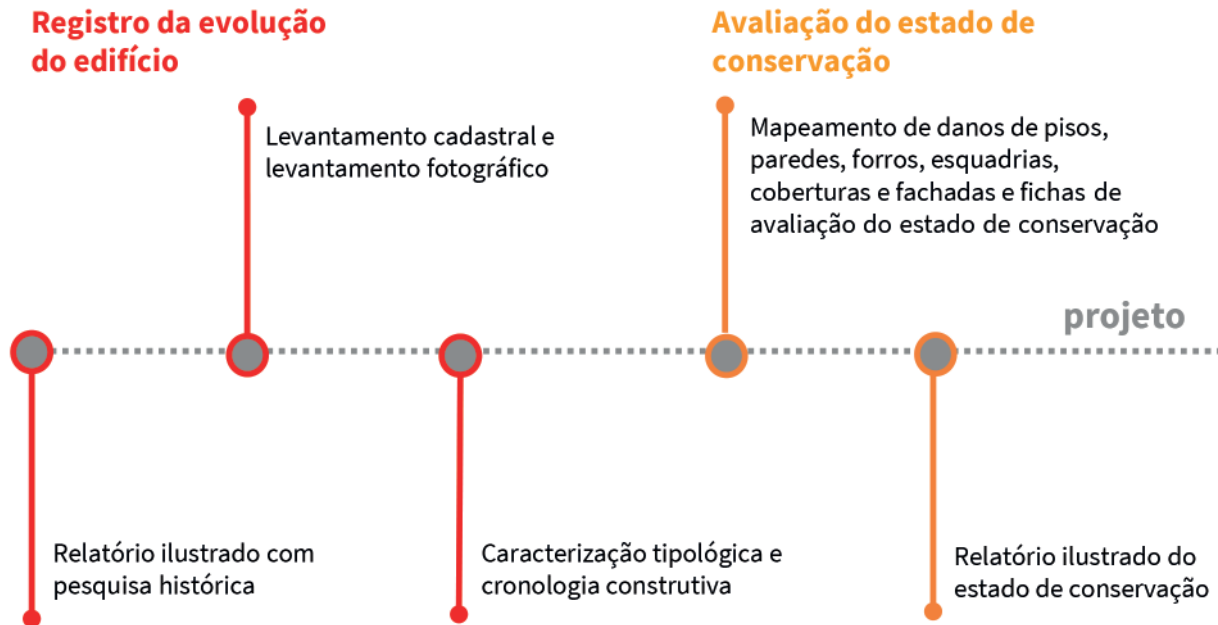 Registro da evolução
do edifício
Avaliação do estado de
conservação
Levantamento cadastral e
levantamento fotográfico
Mapeamento de danos de pisos,
paredes, forros, esquadrias,
coberturas e fachadas e fichas de
avaliação do estado de conservação
projeto
Relatório ilustrado com
pesquisa histórica
Caracterização tipológica e
cronologia construtiva
Relatório ilustrado do
estado de conservação